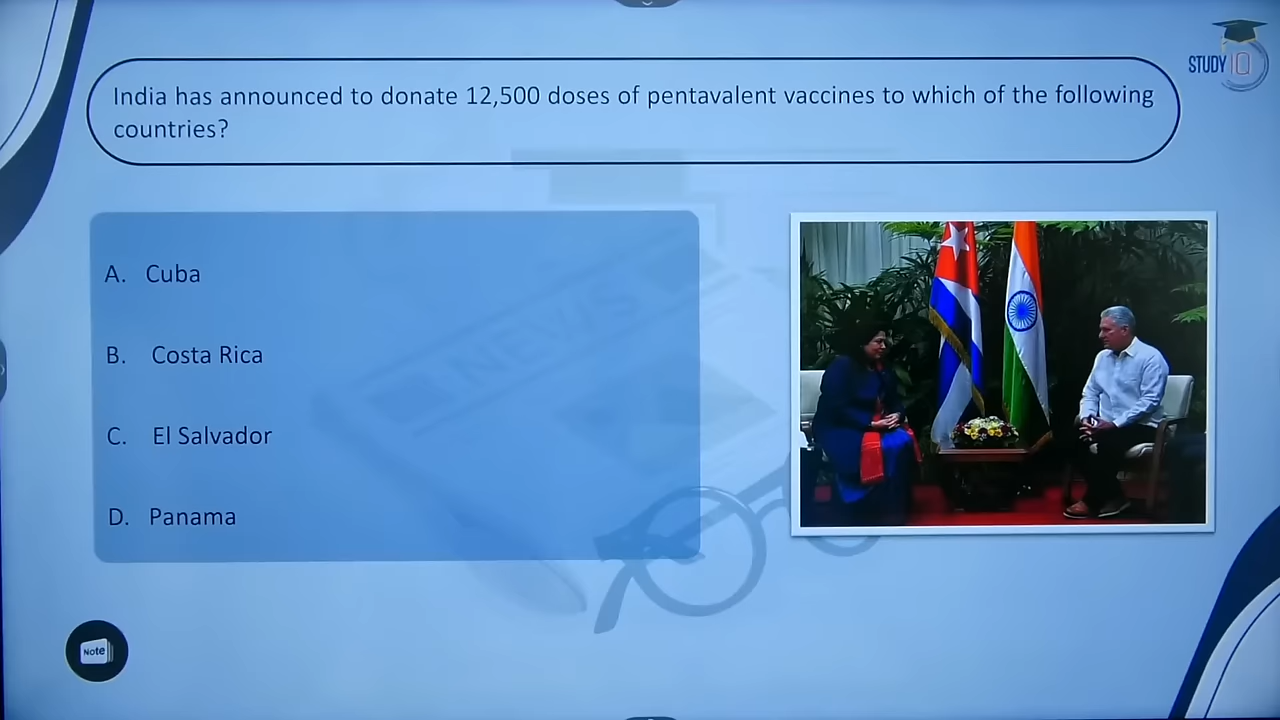 STUDY IQ
India has announced to donate 12,500 doses of pentavalent vaccines to which of the following
countries?
A. Cuba
B. Costa Rica
C. El Salvador
D. Panama
NEWS
Note